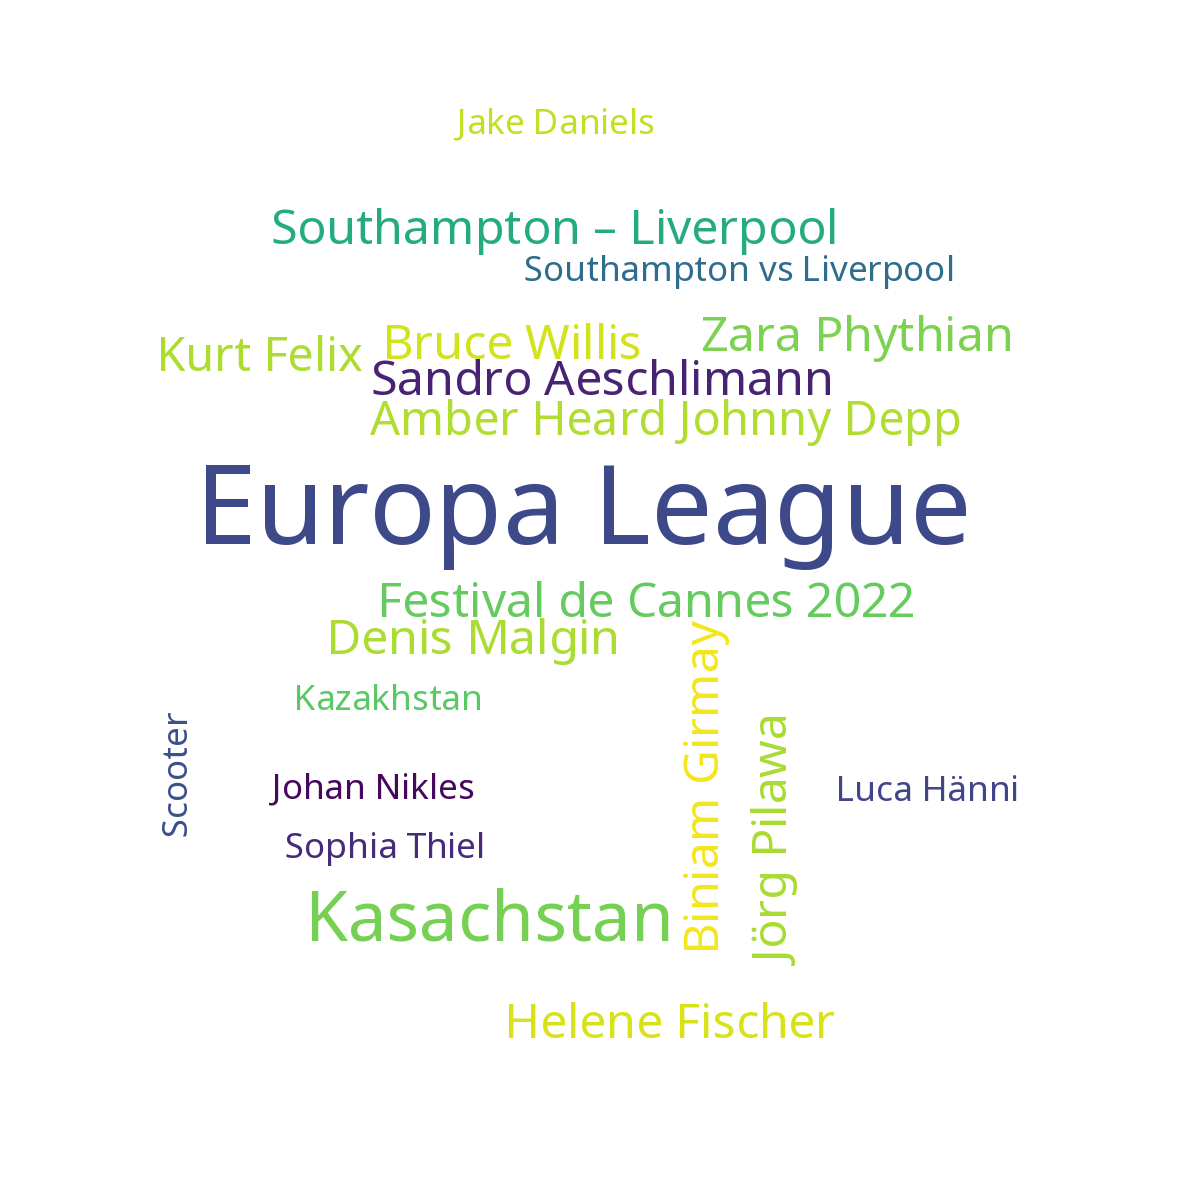 Jake Daniels
Southampton – Liverpool
Southampton vs Liverpool
Zara Phythian
Bruce Willis
Kurt Felix
Sandro Aeschlimann
Amber Heard Johnny Depp
Europa League
Festival de Cannes 2022
Denis Malgin
Kazakhstan
Scooter
Johan Nikles
Biniam Girmay
Jörg Pilawa
Luca Hänni
Sophia Thiel
Kasachstan
Helene Fischer